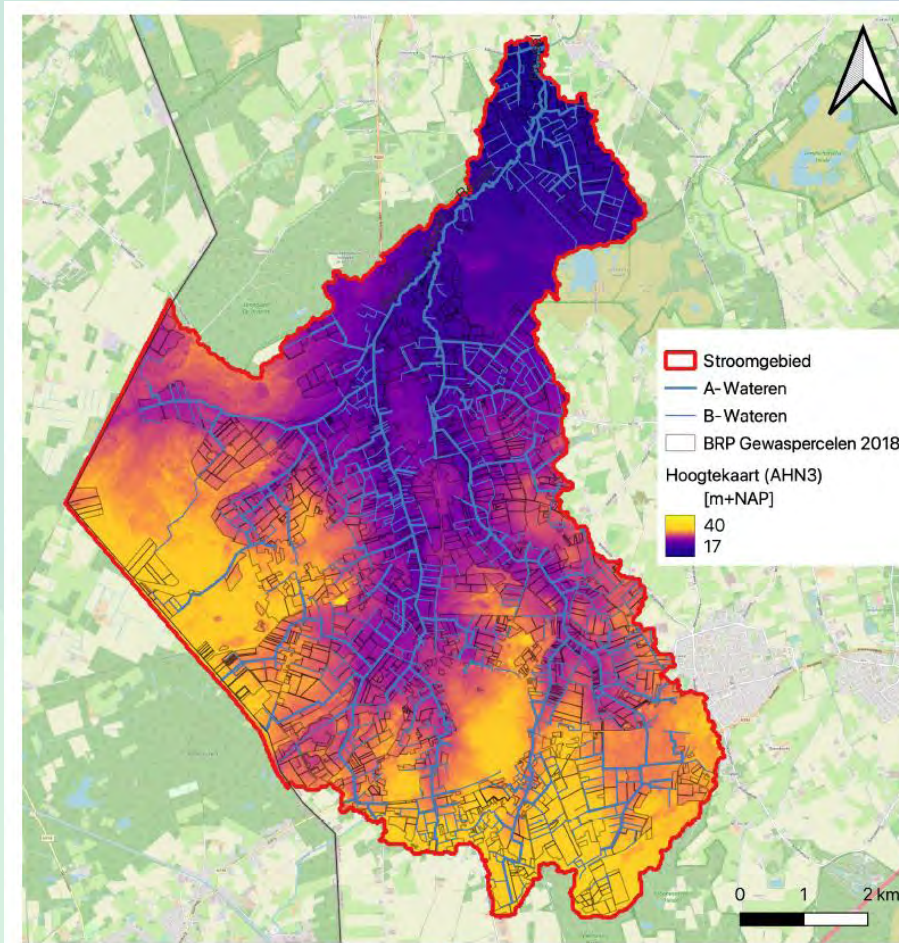 Stroomgebied
A-Wateren
B-Wateren
BRP Gewaspercelen 2018
Hoogtekaart (AHN3)
[m+NAP]
40
17
0 1 2 km